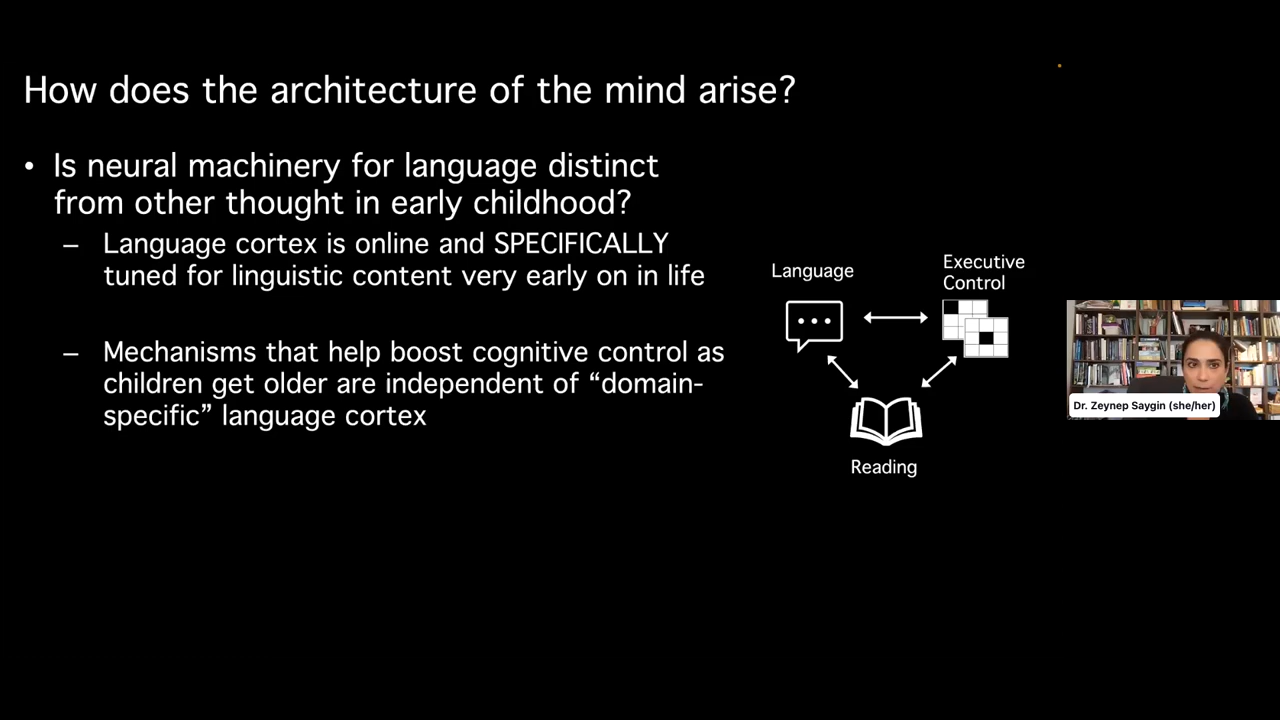 How does the architecture of the mind arise?
• Is neural machinery for language distinct
from other thought in early childhood?
– Language cortex is online and SPECIFICALLY
tuned for linguistic content very early on in life
– Mechanisms that help boost cognitive control as
children get older are independent of “domain-
specific” language cortex
Language
Executive
Control
Reading
Dr. Zeynep Saygin (she/her)